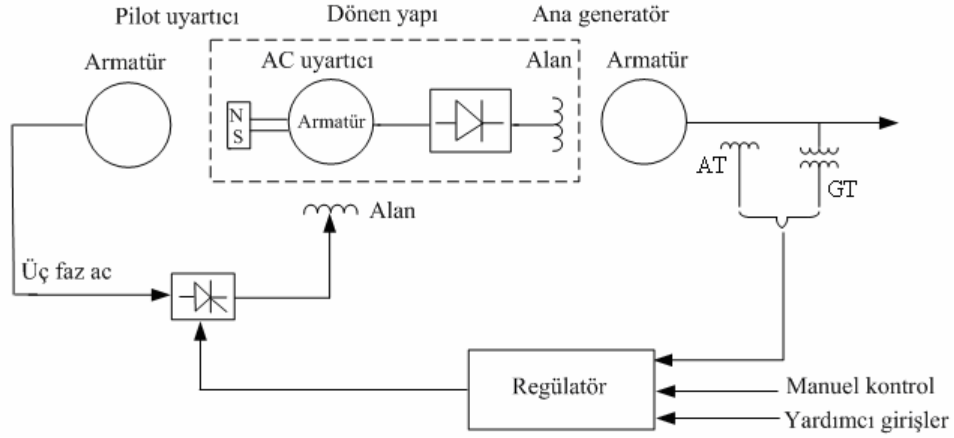 Pilot uyartıcı
Dönen yapı
Ana generatör
Armatür
AC uyartıcı
Alan
Armatür
N
S
Armatür
AT
GT
Alan
Üç faz ac
Regülatör
Manuel kontrol
Yardımcı girişler